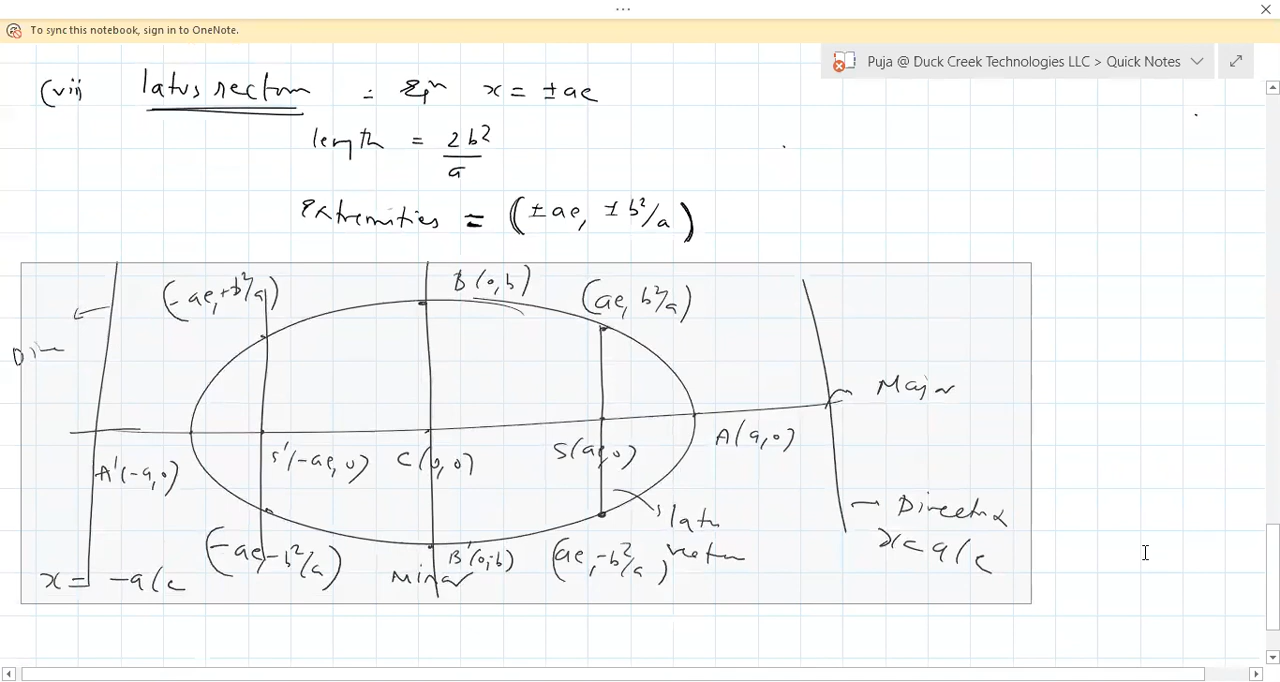 To sync this notebook, sign in to OneNote.
Puja @ Duck Creek Technologies LLC > Quick Notes
(vii) latus rectum = Eqn x = ±ae
length = 2b²/a
extremities = (±ae, ±b²/a)
(-ae, +b²/a) B(0,b) (ae, b²/a)
Major
A'(-a,0) S'(-ae,0) C(0,0) S(ae,0) A(a,0)
latu
rectum
Directrix
x = a/e
(-ae, -b²/a) B'(0,-b) (ae, -b²/a)
Minor
x = -a/e